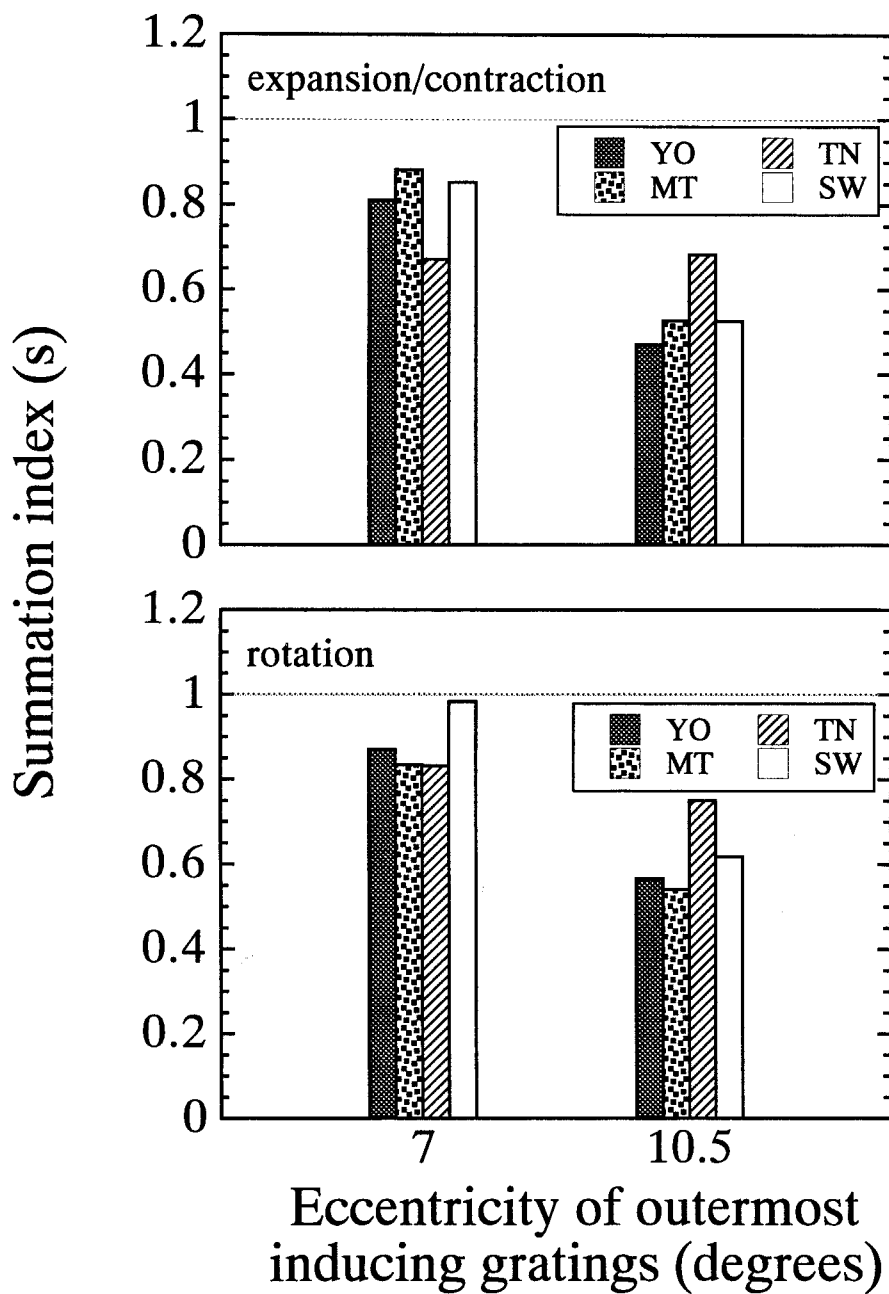 Summation index (s)
1.2
expansion/contraction
1
YO TN
MT SW
0.8
0.6
0.4
0.2
0
1.2
rotation
1
YO TN
MT SW
0.8
0.6
0.4
0.2
0
7 10.5
Eccentricity of outermost
inducing gratings (degrees)